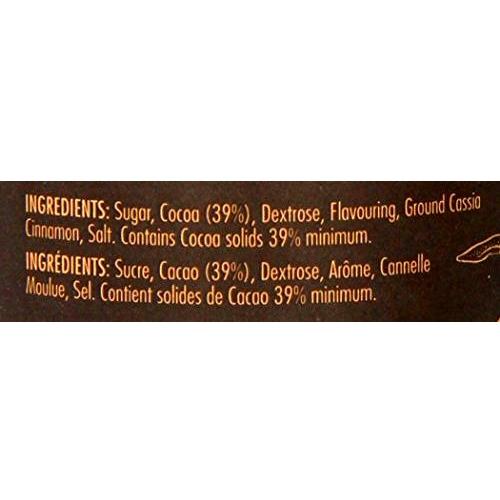 INGREDIENTS: Sugar, Cocoa (39%), Dextrose, Flavouring, Ground Cassia
Cinnamon, Salt. Contains Cocoa solids 39% minimum.
INGRÉDIENTS: Sucre, Cacao (39%), Dextrose, Arôme, Cannelle
Moulue, Sel. Contient solides de Cacao 39% minimum.